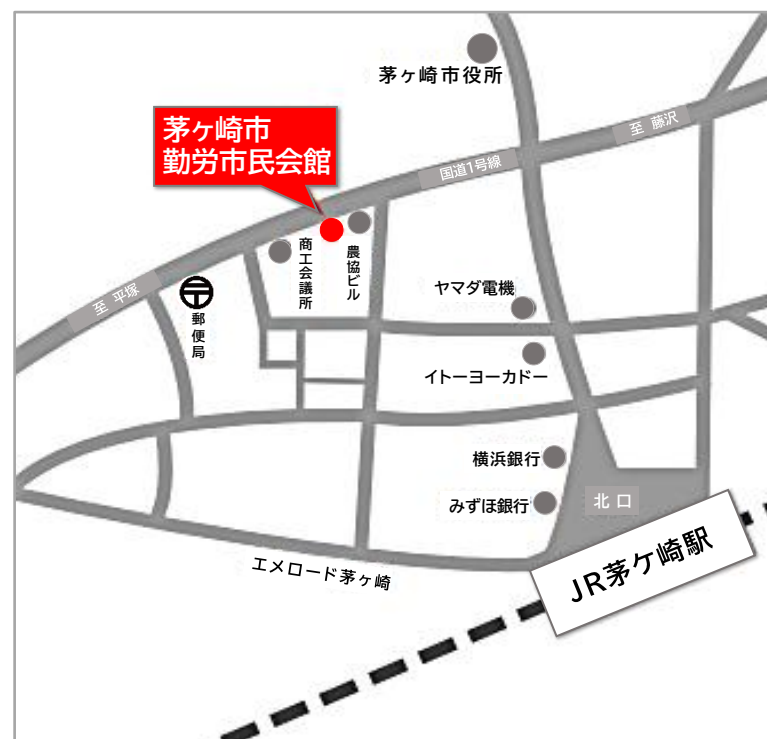 茅ヶ崎市役所
茅ヶ崎市
勤労市民会館
至 藤沢
国道1号線
商工会議所
農協ビル
至 平塚
郵便局
ヤマダ電機
イトーヨーカドー
横浜銀行
みずほ銀行
北口
JR茅ケ崎駅
エメロード茅ヶ崎